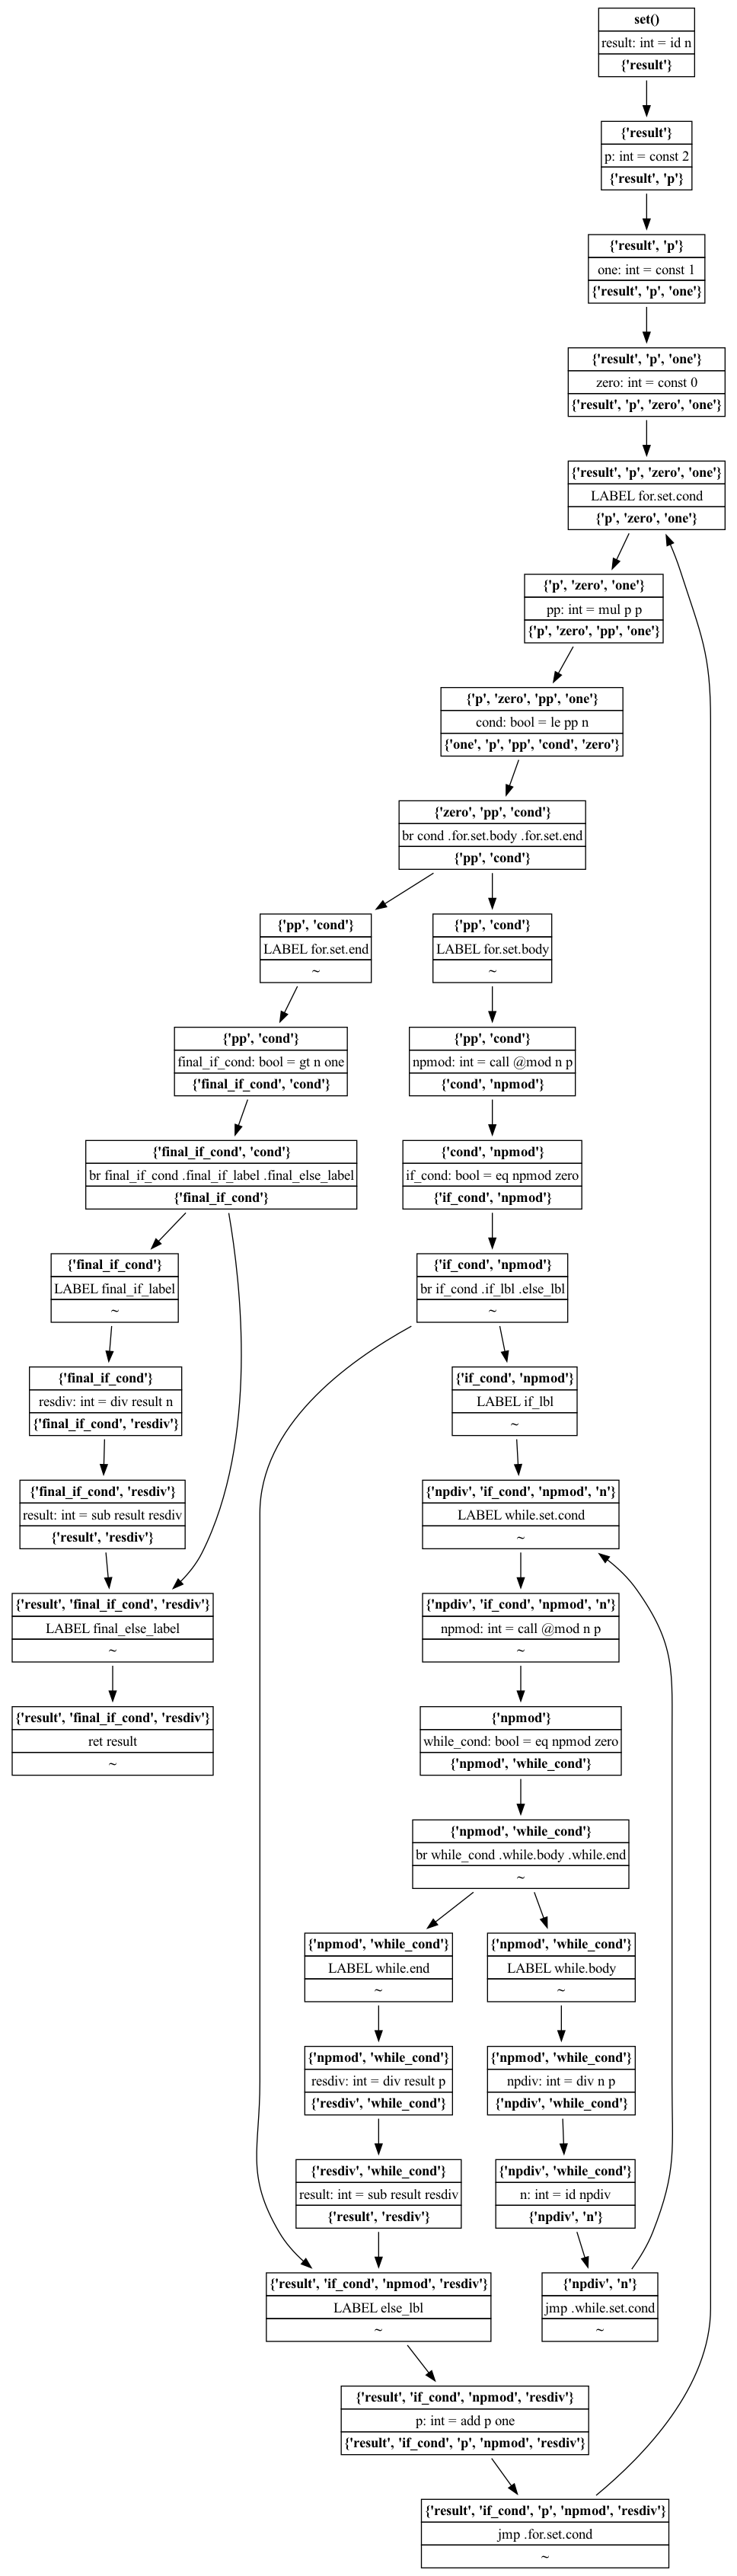 set()
result: int = id n
{'result'}
{'result'}
p: int = const 2
{'result', 'p'}
{'result', 'p'}
one: int = const 1
{'result', 'p', 'one'}
{'result', 'p', 'one'}
zero: int = const 0
{'result', 'p', 'zero', 'one'}
{'result', 'p', 'zero', 'one'}
LABEL for.set.cond
{'p', 'zero', 'one'}
{'p', 'zero', 'one'}
pp: int = mul p p
{'p', 'zero', 'pp', 'one'}
{'p', 'zero', 'pp', 'one'}
cond: bool = le pp n
{'one', 'p', 'pp', 'cond', 'zero'}
{'zero', 'pp', 'cond'}
br cond .for.set.body .for.set.end
{'pp', 'cond'}
{'pp', 'cond'}
LABEL for.set.end
~
{'pp', 'cond'}
LABEL for.set.body
~
{'pp', 'cond'}
final_if_cond: bool = gt n one
{'final_if_cond', 'cond'}
{'pp', 'cond'}
npmod: int = call @mod n p
{'cond', 'npmod'}
{'final_if_cond', 'cond'}
br final_if_cond .final_if_label .final_else_label
{'final_if_cond'}
{'cond', 'npmod'}
if_cond: bool = eq npmod zero
{'if_cond', 'npmod'}
{'final_if_cond'}
LABEL final_if_label
~
{'if_cond', 'npmod'}
br if_cond .if_lbl .else_lbl
~
{'final_if_cond'}
resdiv: int = div result n
{'final_if_cond', 'resdiv'}
{'if_cond', 'npmod'}
LABEL if_lbl
~
{'final_if_cond', 'resdiv'}
result: int = sub result resdiv
{'result', 'resdiv'}
{'npdiv', 'if_cond', 'npmod', 'n'}
LABEL while.set.cond
~
{'result', 'final_if_cond', 'resdiv'}
LABEL final_else_label
~
{'npdiv', 'if_cond', 'npmod', 'n'}
npmod: int = call @mod n p
~
{'result', 'final_if_cond', 'resdiv'}
ret result
~
{'npmod'}
while_cond: bool = eq npmod zero
{'npmod', 'while_cond'}
{'npmod', 'while_cond'}
br while_cond .while.body .while.end
~
{'npmod', 'while_cond'}
LABEL while.end
~
{'npmod', 'while_cond'}
LABEL while.body
~
{'npmod', 'while_cond'}
resdiv: int = div result p
{'resdiv', 'while_cond'}
{'npmod', 'while_cond'}
npdiv: int = div n p
{'npdiv', 'while_cond'}
{'resdiv', 'while_cond'}
result: int = sub result resdiv
{'result', 'resdiv'}
{'npdiv', 'while_cond'}
n: int = id npdiv
{'npdiv', 'n'}
{'result', 'if_cond', 'npmod', 'resdiv'}
LABEL else_lbl
~
{'npdiv', 'n'}
jmp .while.set.cond
~
{'result', 'if_cond', 'npmod', 'resdiv'}
p: int = add p one
{'result', 'if_cond', 'p', 'npmod', 'resdiv'}
{'result', 'if_cond', 'p', 'npmod', 'resdiv'}
jmp .for.set.cond
~